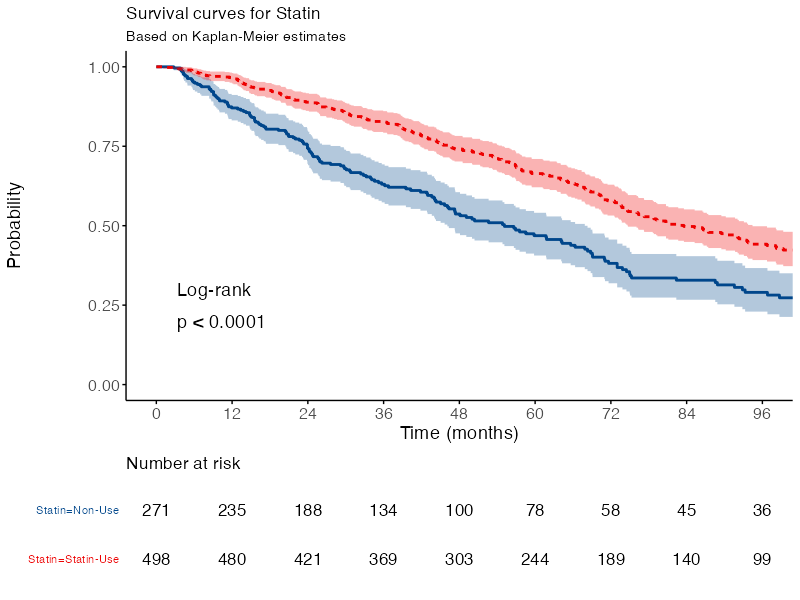 Survival curves for Statin
Based on Kaplan-Meier estimates
Probability
1.00
0.75
0.50
0.25
0.00
Log-rank
p < 0.0001
0 12 24 36 48 60 72 84 96
Time (months)
Number at risk
Statin=Non-Use 271 235 188 134 100 78 58 45 36
Statin=Statin-Use 498 480 421 369 303 244 189 140 99